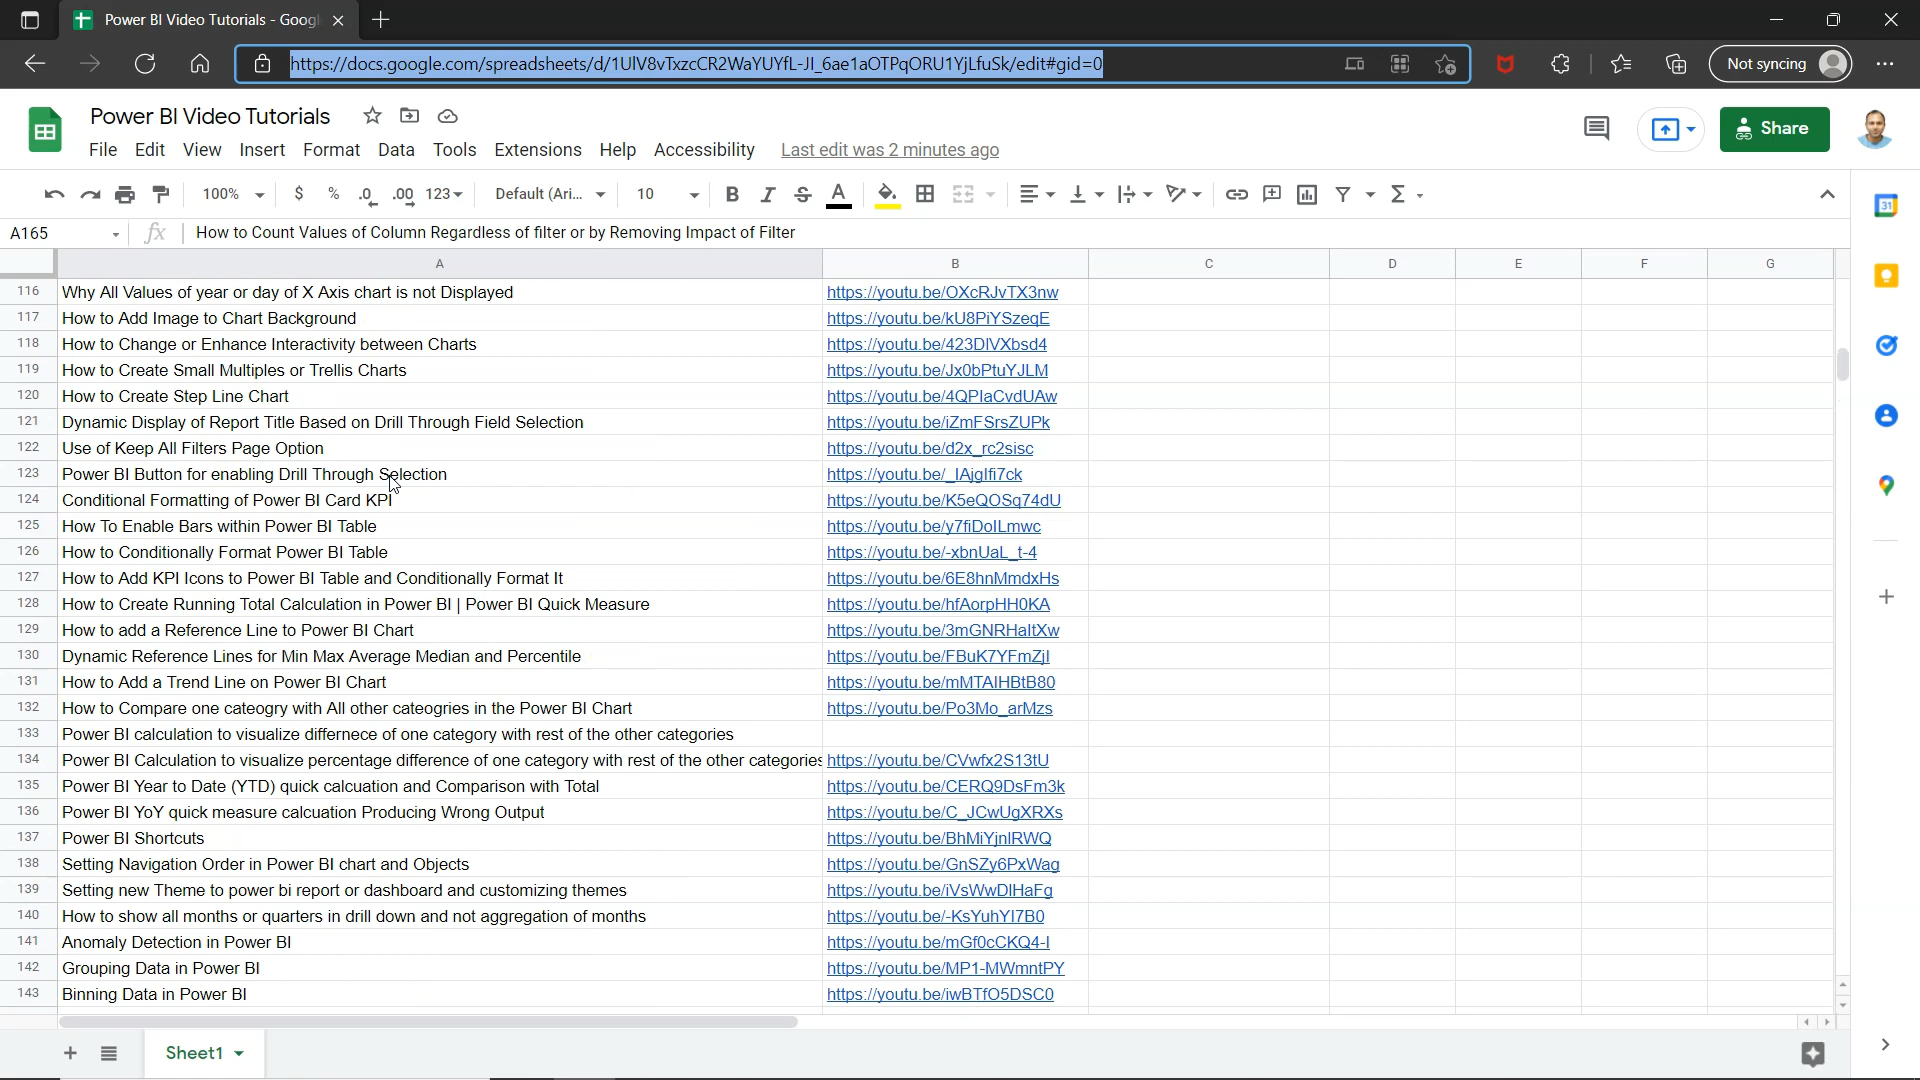 Power BI Video Tutorials - Goog
https://docs.google.com/spreadsheets/d/1UlV8vTxzcCR2WaYUYfL-JI_6ae1aOTPqORU1YjLfuSk/edit#gid=0
Not syncing
Power BI Video Tutorials
File Edit View Insert Format Data Tools Extensions Help Accessibility Last edit was 2 minutes ago
Share
100% $ % .0 .00 123 Default (Ari... 10 B I S A
A165 fx How to Count Values of Column Regardless of filter or by Removing Impact of Filter
A B C D E F G
116 Why All Values of year or day of X Axis chart is not Displayed https://youtu.be/OXcRJvTX3nw
117 How to Add Image to Chart Background https://youtu.be/kU8PiYSzeqE
118 How to Change or Enhance Interactivity between Charts https://youtu.be/423DIVXbsd4
119 How to Create Small Multiples or Trellis Charts https://youtu.be/Jx0bPtuYJLM
120 How to Create Step Line Chart https://youtu.be/4QPlaCvdUAw
121 Dynamic Display of Report Title Based on Drill Through Field Selection https://youtu.be/iZmFSrsZUPk
122 Use of Keep All Filters Page Option https://youtu.be/d2x_rc2sisc
123 Power BI Button for enabling Drill Through Selection https://youtu.be/_IAjglfi7ck
124 Conditional Formatting of Power BI Card KPI https://youtu.be/K5eQOSq74dU
125 How To Enable Bars within Power BI Table https://youtu.be/y7fiDolLmwc
126 How to Conditionally Format Power BI Table https://youtu.be/-xbnUaL_t-4
127 How to Add KPI Icons to Power BI Table and Conditionally Format It https://youtu.be/6E8hnMmdxHs
128 How to Create Running Total Calculation in Power BI | Power BI Quick Measure https://youtu.be/hfAorpHH0KA
129 How to add a Reference Line to Power BI Chart https://youtu.be/3mGNRHaltXw
130 Dynamic Reference Lines for Min Max Average Median and Percentile https://youtu.be/FBuK7YFmZjI
131 How to Add a Trend Line on Power BI Chart https://youtu.be/mMTAIHBtB80
132 How to Compare one cateogry with All other cateogries in the Power BI Chart https://youtu.be/Po3Mo_arMzs
133 Power BI calculation to visualize differnece of one category with rest of the other categories
134 Power BI Calculation to visualize percentage difference of one category with rest of the other categories https://youtu.be/CVwfx2S13tU
135 Power BI Year to Date (YTD) quick calcuation and Comparison with Total https://youtu.be/CERQ9DsFm3k
136 Power BI YoY quick measure calcuation Producing Wrong Output https://youtu.be/C_JCwUgXRXs
137 Power BI Shortcuts https://youtu.be/BhMiYjnlRWQ
138 Setting Navigation Order in Power BI chart and Objects https://youtu.be/GnSZy6PxWag
139 Setting new Theme to power bi report or dashboard and customizing themes https://youtu.be/iVsWwDlHaFg
140 How to show all months or quarters in drill down and not aggregation of months https://youtu.be/-KsYuhYI7B0
141 Anomaly Detection in Power BI https://youtu.be/mGf0cCKQ4-I
142 Grouping Data in Power BI https://youtu.be/MP1-MWmntPY
143 Binning Data in Power BI https://youtu.be/iwBTfO5DSC0
Sheet1